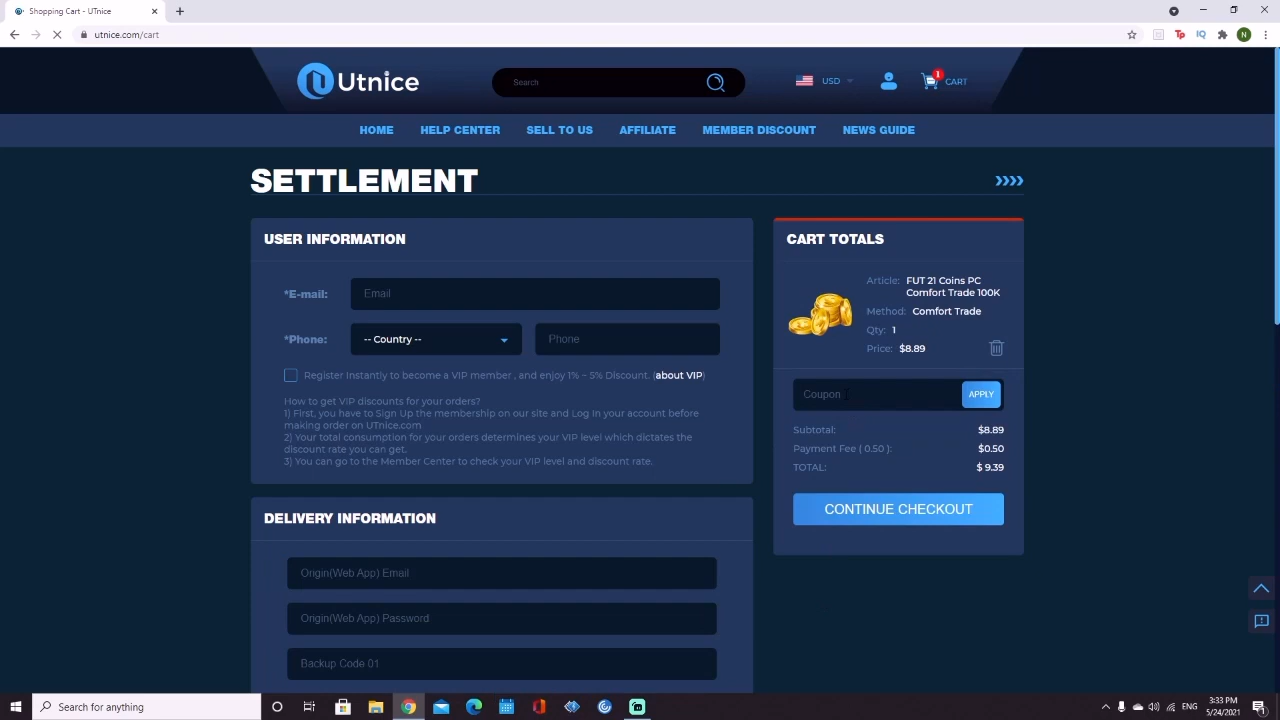 Shopping Cart - Utnice
utnice.com/cart
Tp
IQ
N
Utnice
Search
USD
1
CART
HOME
HELP CENTER
SELL TO US
AFFILIATE
MEMBER DISCOUNT
NEWS GUIDE
SETTLEMENT
USER INFORMATION
*E-mail:
Email
*Phone:
-- Country --
Phone
Register Instantly to become a VIP member , and enjoy 1% ~ 5% Discount. (about VIP)
How to get VIP discounts for your orders?
1) First, you have to Sign Up the membership on our site and Log In your account before
making order on UTnice.com
2) Your total consumption for your orders determines your VIP level which dictates the
discount rate you can get.
3) You can go to the Member Center to check your VIP level and discount rate.
DELIVERY INFORMATION
Origin(Web App) Email
Origin(Web App) Password
Backup Code 01
CART TOTALS
Article: FUT 21 Coins PC
Comfort Trade 100K
Method: Comfort Trade
Qty: 1
Price: $8.89
Coupon
APPLY
Subtotal: $8.89
Payment Fee ( 0.50 ): $0.50
TOTAL: $ 9.39
CONTINUE CHECKOUT
Search for anything
ENG
3:33 PM
5/24/2021